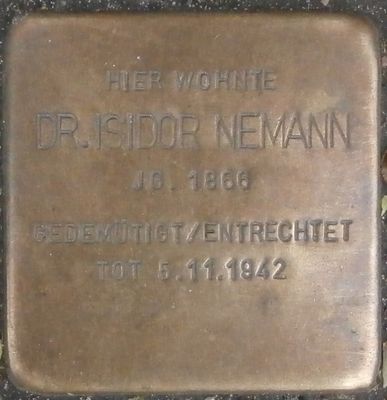 HIER WOHNTE
DR. ISIDOR NEMANN
JG. 1866
GEDEMÜTIGT/ENTRECHTET
TOT 5.11.1942